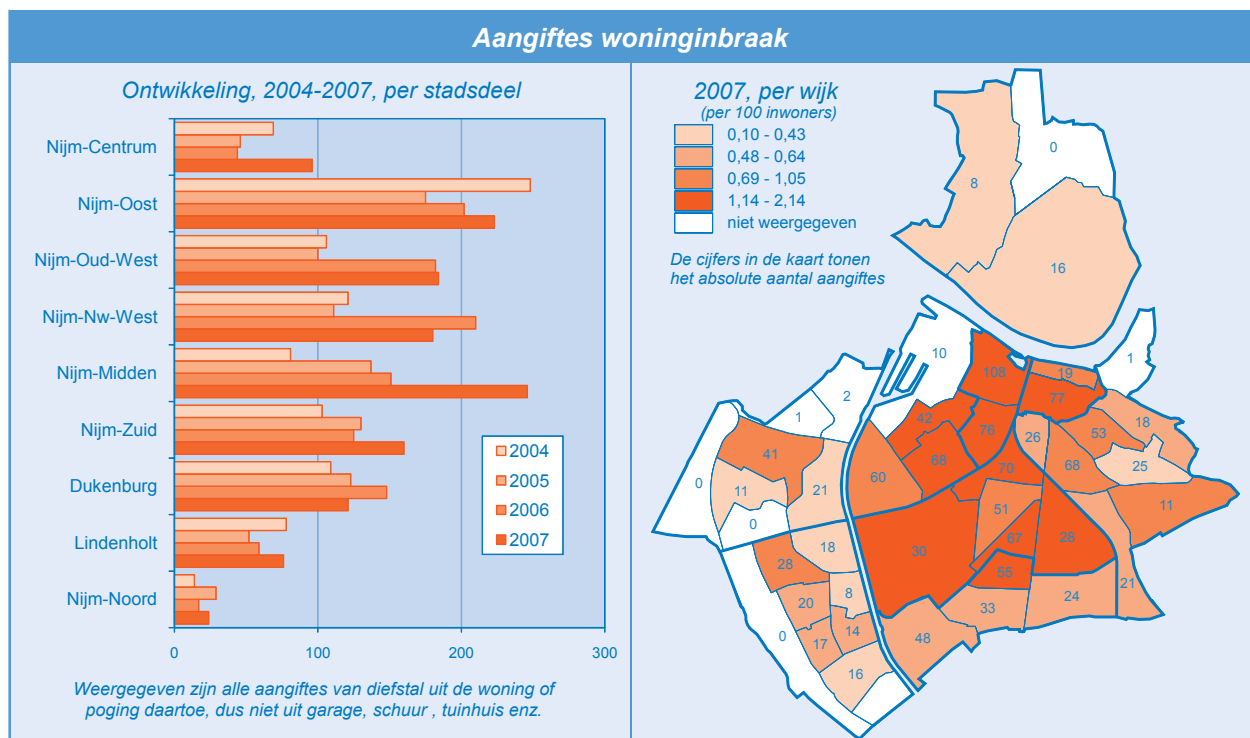 Aangiftes woninginbraak
Ontwikkeling, 2004-2007, per stadsdeel
Nijm-Centrum
Nijm-Oost
Nijm-Oud-West
Nijm-Nw-West
Nijm-Midden
Nijm-Zuid
Dukenburg
Lindenholt
Nijm-Noord
2004
2005
2006
2007
0 100 200 300
Weergegeven zijn alle aangiftes van diefstal uit de woning of
poging daartoe, dus niet uit garage, schuur , tuinhuis enz.
2007, per wijk
(per 100 inwoners)
0,10 - 0,43
0,48 - 0,64
0,69 - 1,05
1,14 - 2,14
niet weergegeven
De cijfers in de kaart tonen
het absolute aantal aangiftes
0
8
16
10
1
108
19
2
77
1
42
18
76
26
53
41
68
68
25
60
70
0
11
21
11
51
0
67
28
18
30
28
55
21
8
24
20
33
14
0
17
48
16